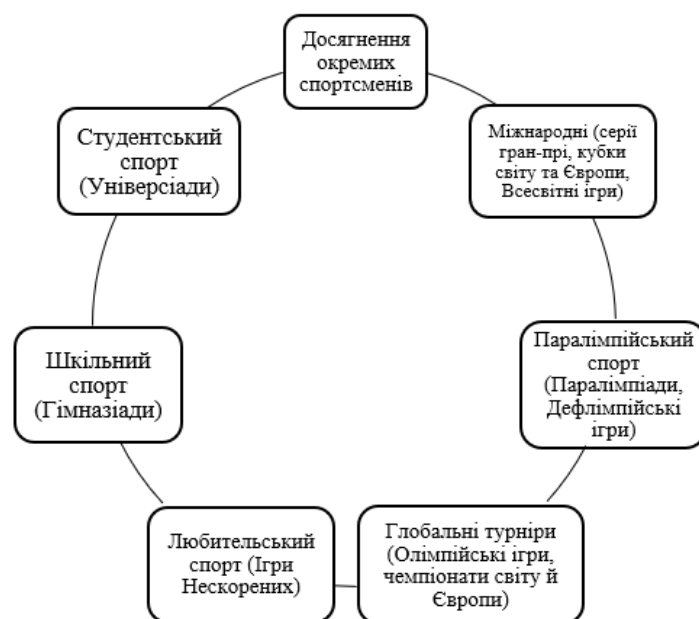 Досягнення
окремих
спортсменів
Міжнародні (серії
гран-прі, кубки
світу та Європи,
Всесвітні ігри)
Паралімпійський
спорт
(Паралімпіади,
Дефлімпійські
ігри)
Глобальні турніри
(Олімпійські ігри,
чемпіонати світу й
Європи)
Любительський
спорт (Ігри
Нескорених)
Шкільний
спорт
(Гімназіади)
Студентський
спорт
(Універсіади)